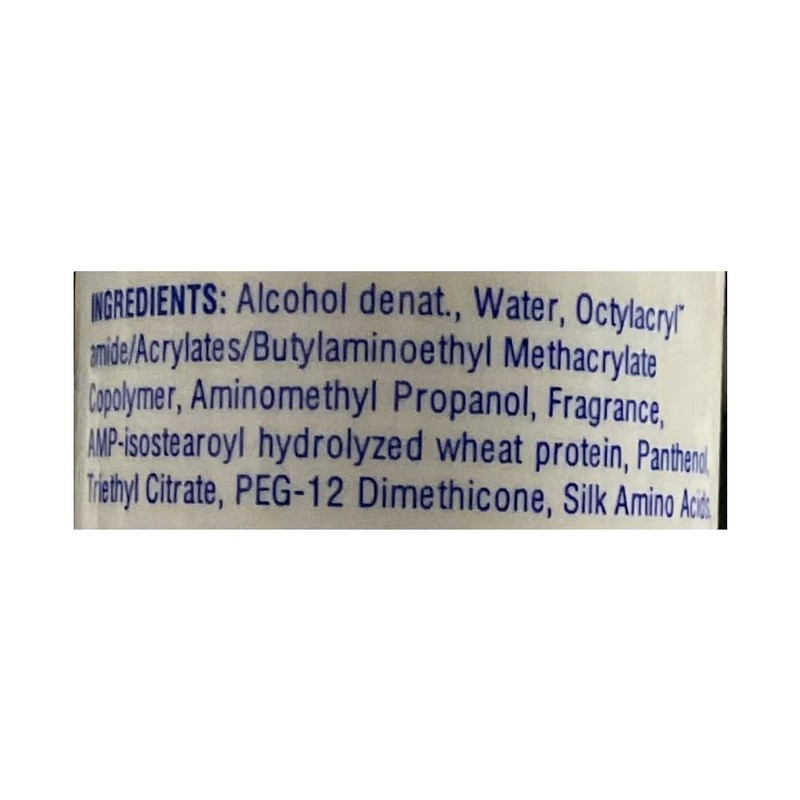 INGREDIENTS: Alcohol denat., Water, Octylacryl-
amide/Acrylates/Butylaminoethyl Methacrylate
Copolymer, Aminomethyl Propanol, Fragrance,
AMP-isostearoyl hydrolyzed wheat protein, Panthenol,
Triethyl Citrate, PEG-12 Dimethicone, Silk Amino Acids.